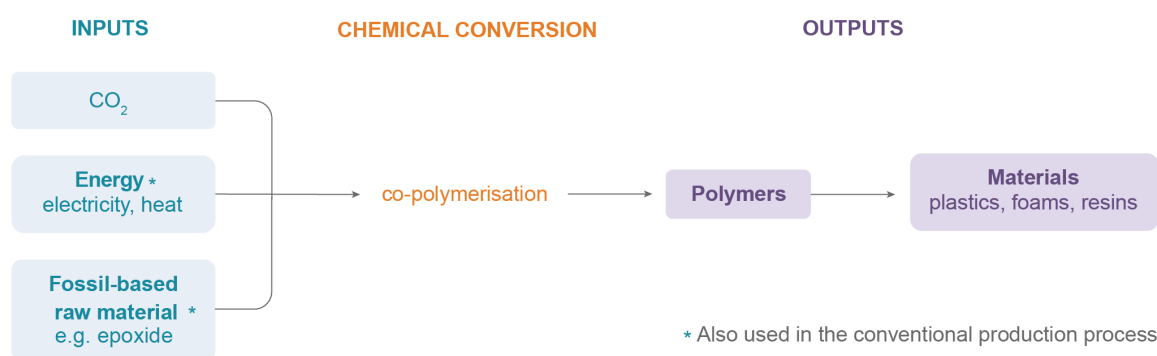 INPUTS
CHEMICAL CONVERSION
OUTPUTS
CO₂
Energy *
electricity, heat
Fossil-based
raw material *
e.g. epoxide
co-polymerisation
Polymers
Materials
plastics, foams, resins
* Also used in the conventional production process